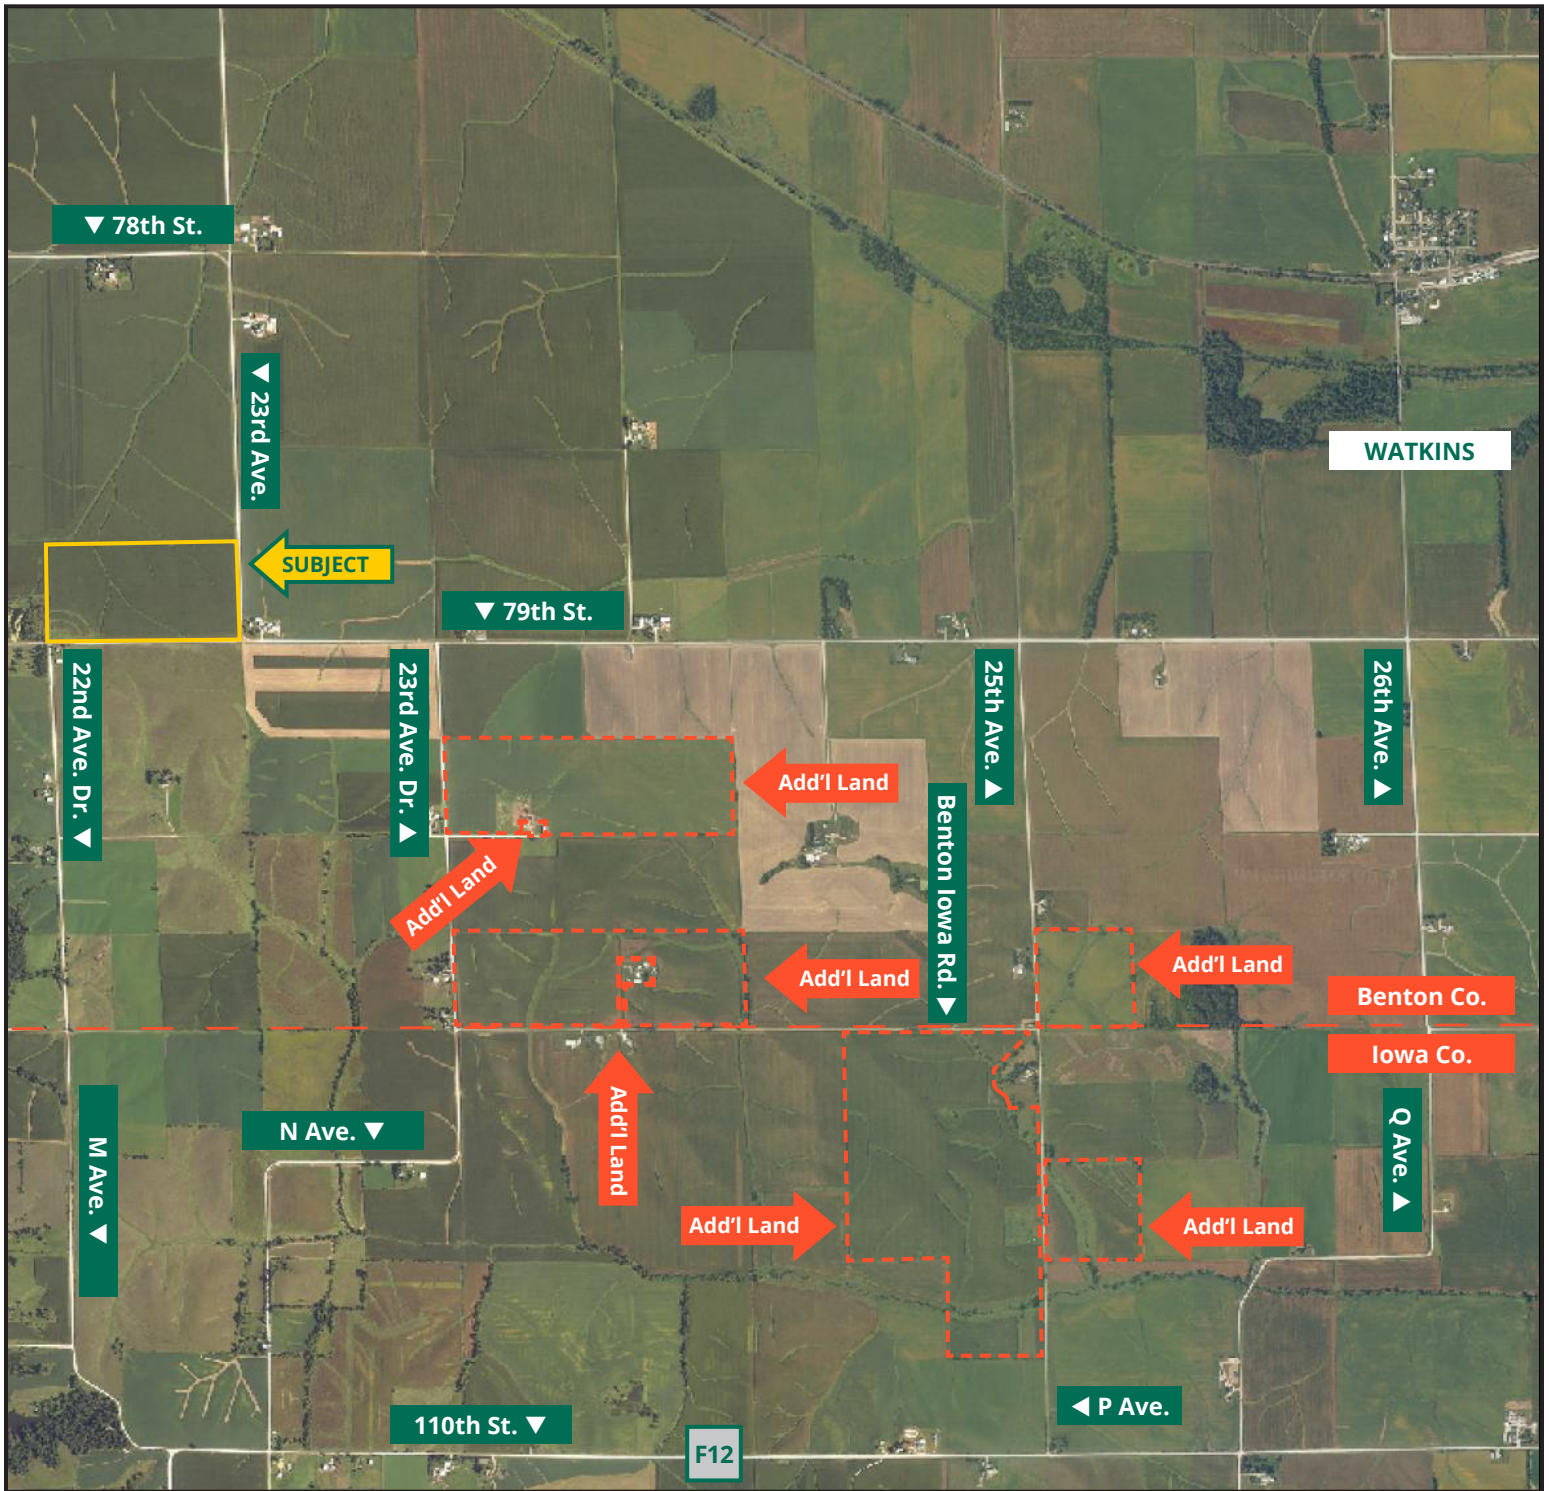 ▼ 78th St.
▼ 23rd Ave.
WATKINS
SUBJECT
▼ 79th St.
22nd Ave. Dr. ▼
23rd Ave. Dr. ▲
25th Ave. ▲
26th Ave. ▲
Add'l Land
Benton Iowa Rd. ▼
Add'l Land
Add'l Land
Add'l Land
Benton Co.
Iowa Co.
Add'l Land
M Ave. ▼
N Ave. ▼
Q Ave. ▲
Add'l Land
Add'l Land
◀ P Ave.
110th St. ▼
F12